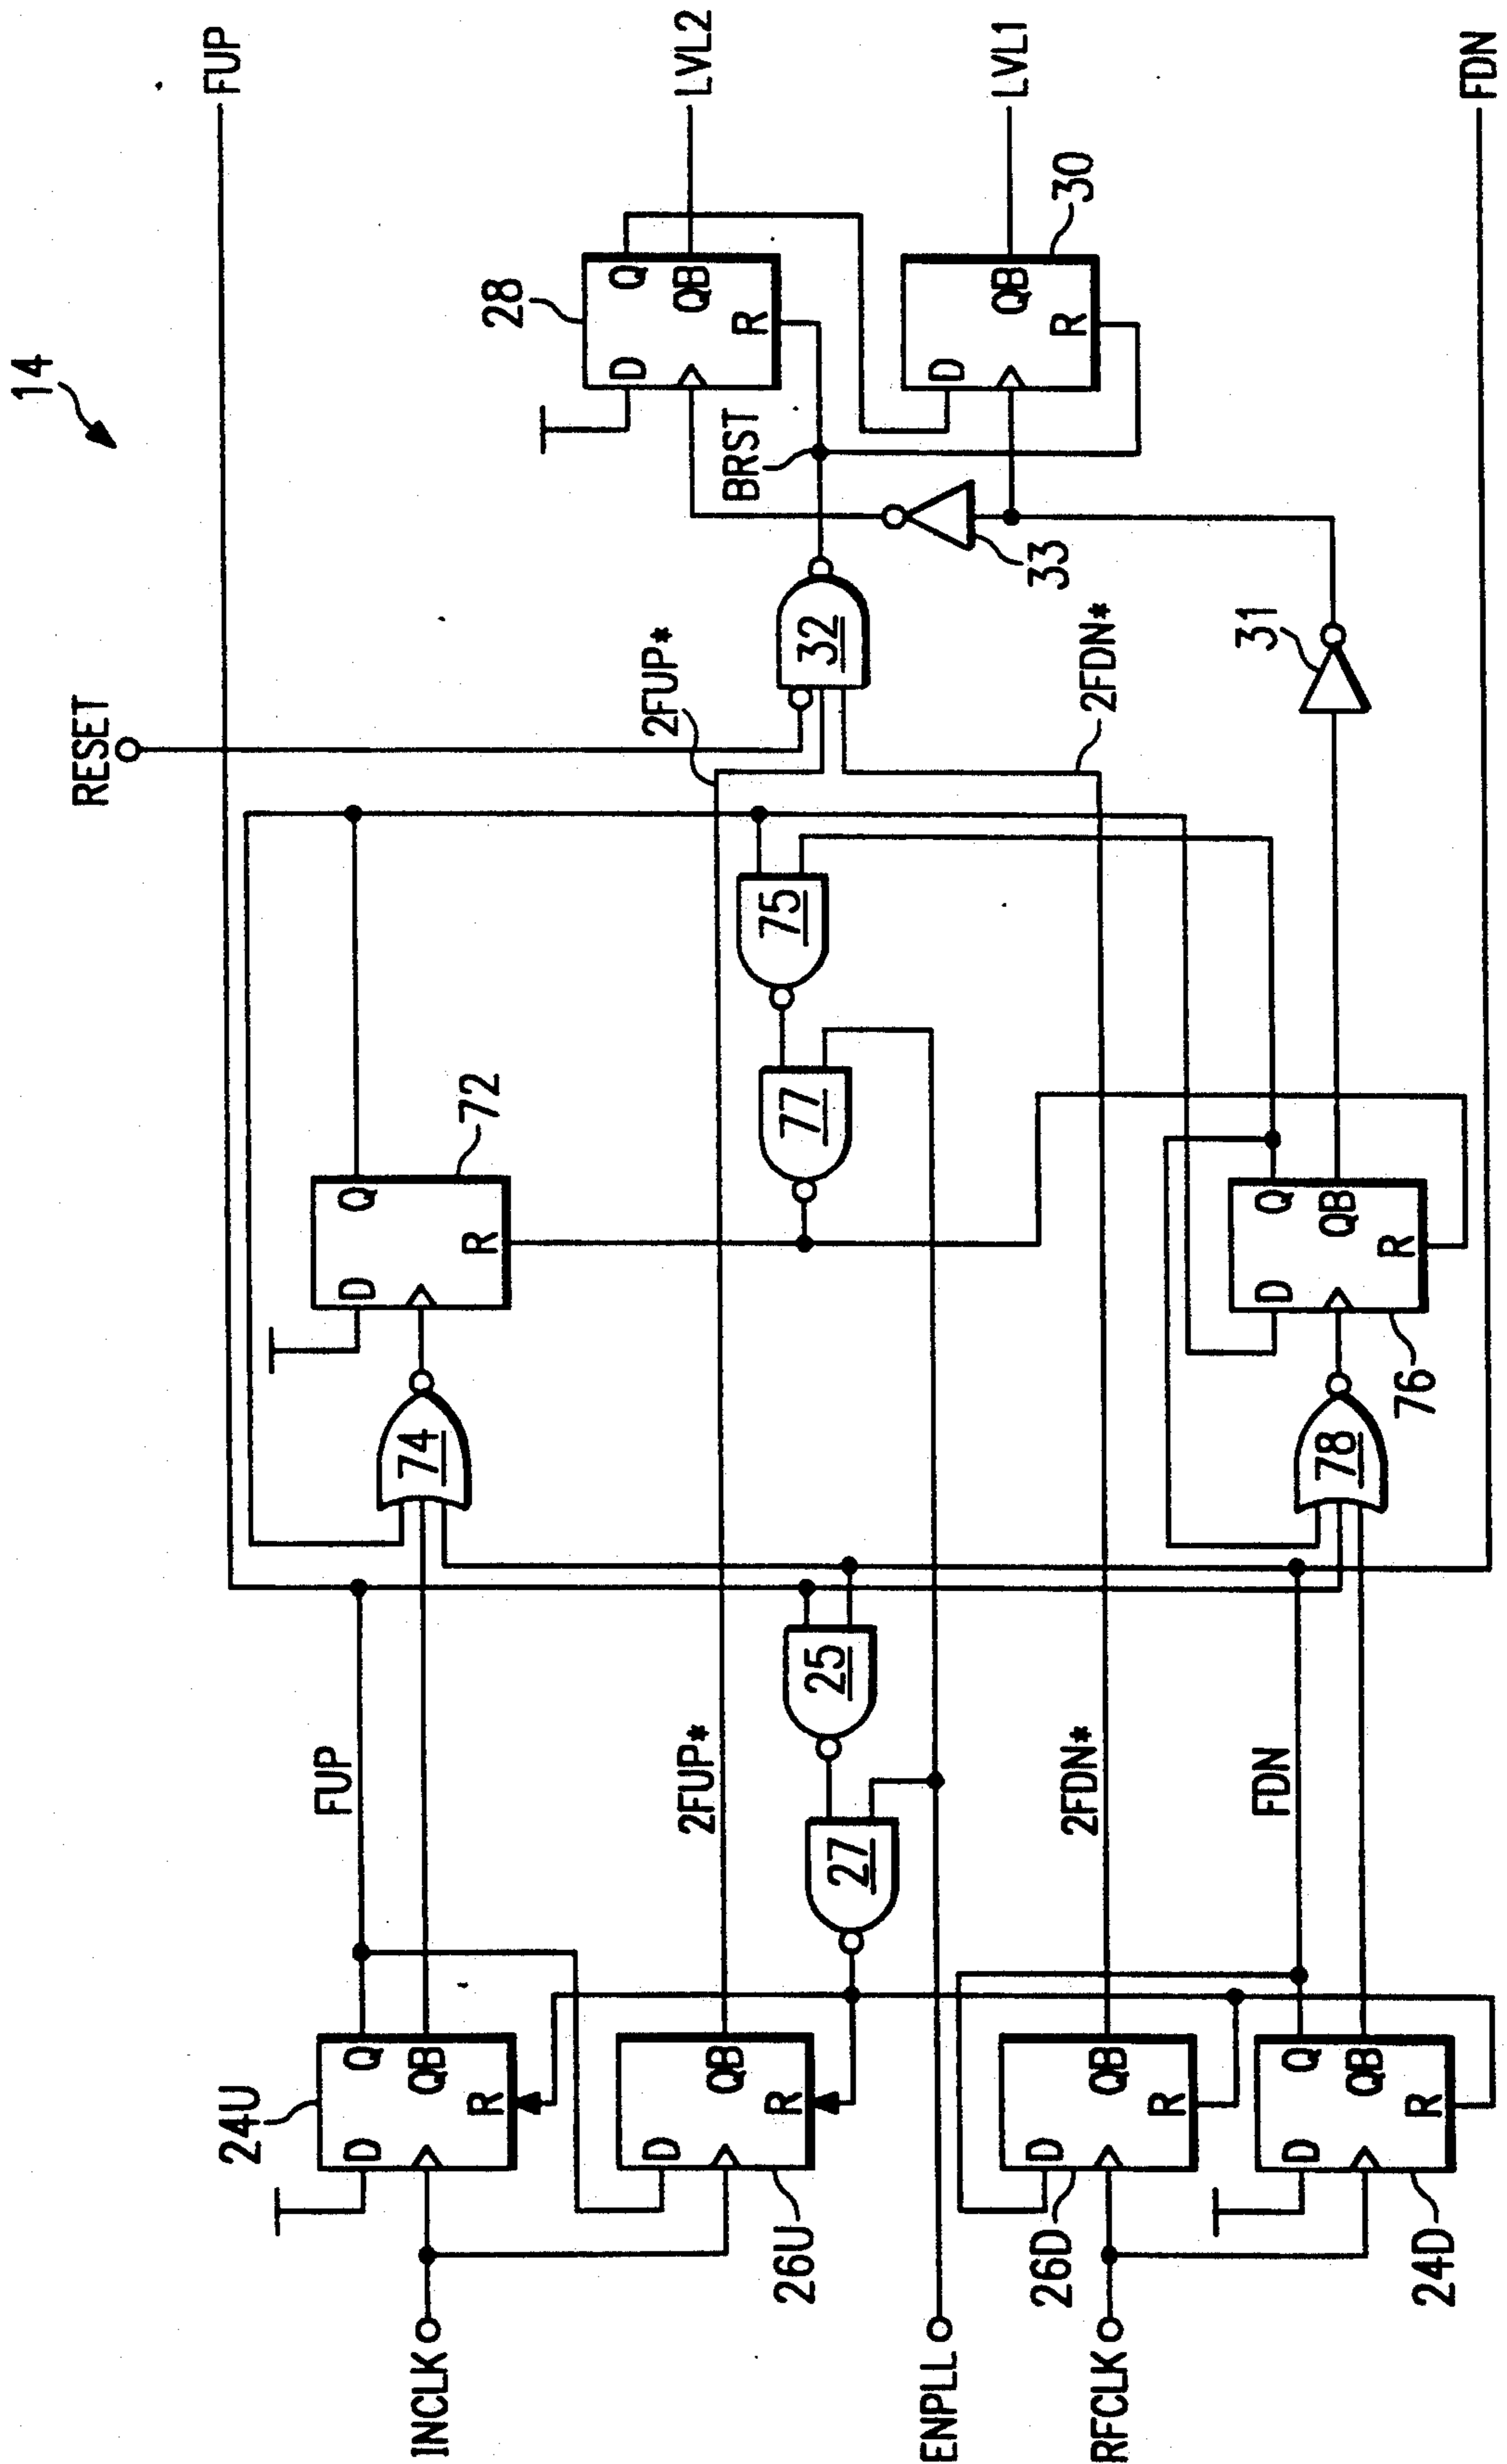 14
RESET
FUP
LVL2
LVL1
FDN
28
D
Q
QB
R
30
D
QB
R
BRST
33
31
32
2FUP*
2FDN*
72
D
Q
R
74
75
77
76
D
Q
QB
R
78
25
27
FUP
2FUP*
2FDN*
FDN
24U
D
Q
QB
R
26U
D
QB
R
26D
D
QB
R
24D
D
Q
QB
R
INCLK
ENPLL
RFCLK